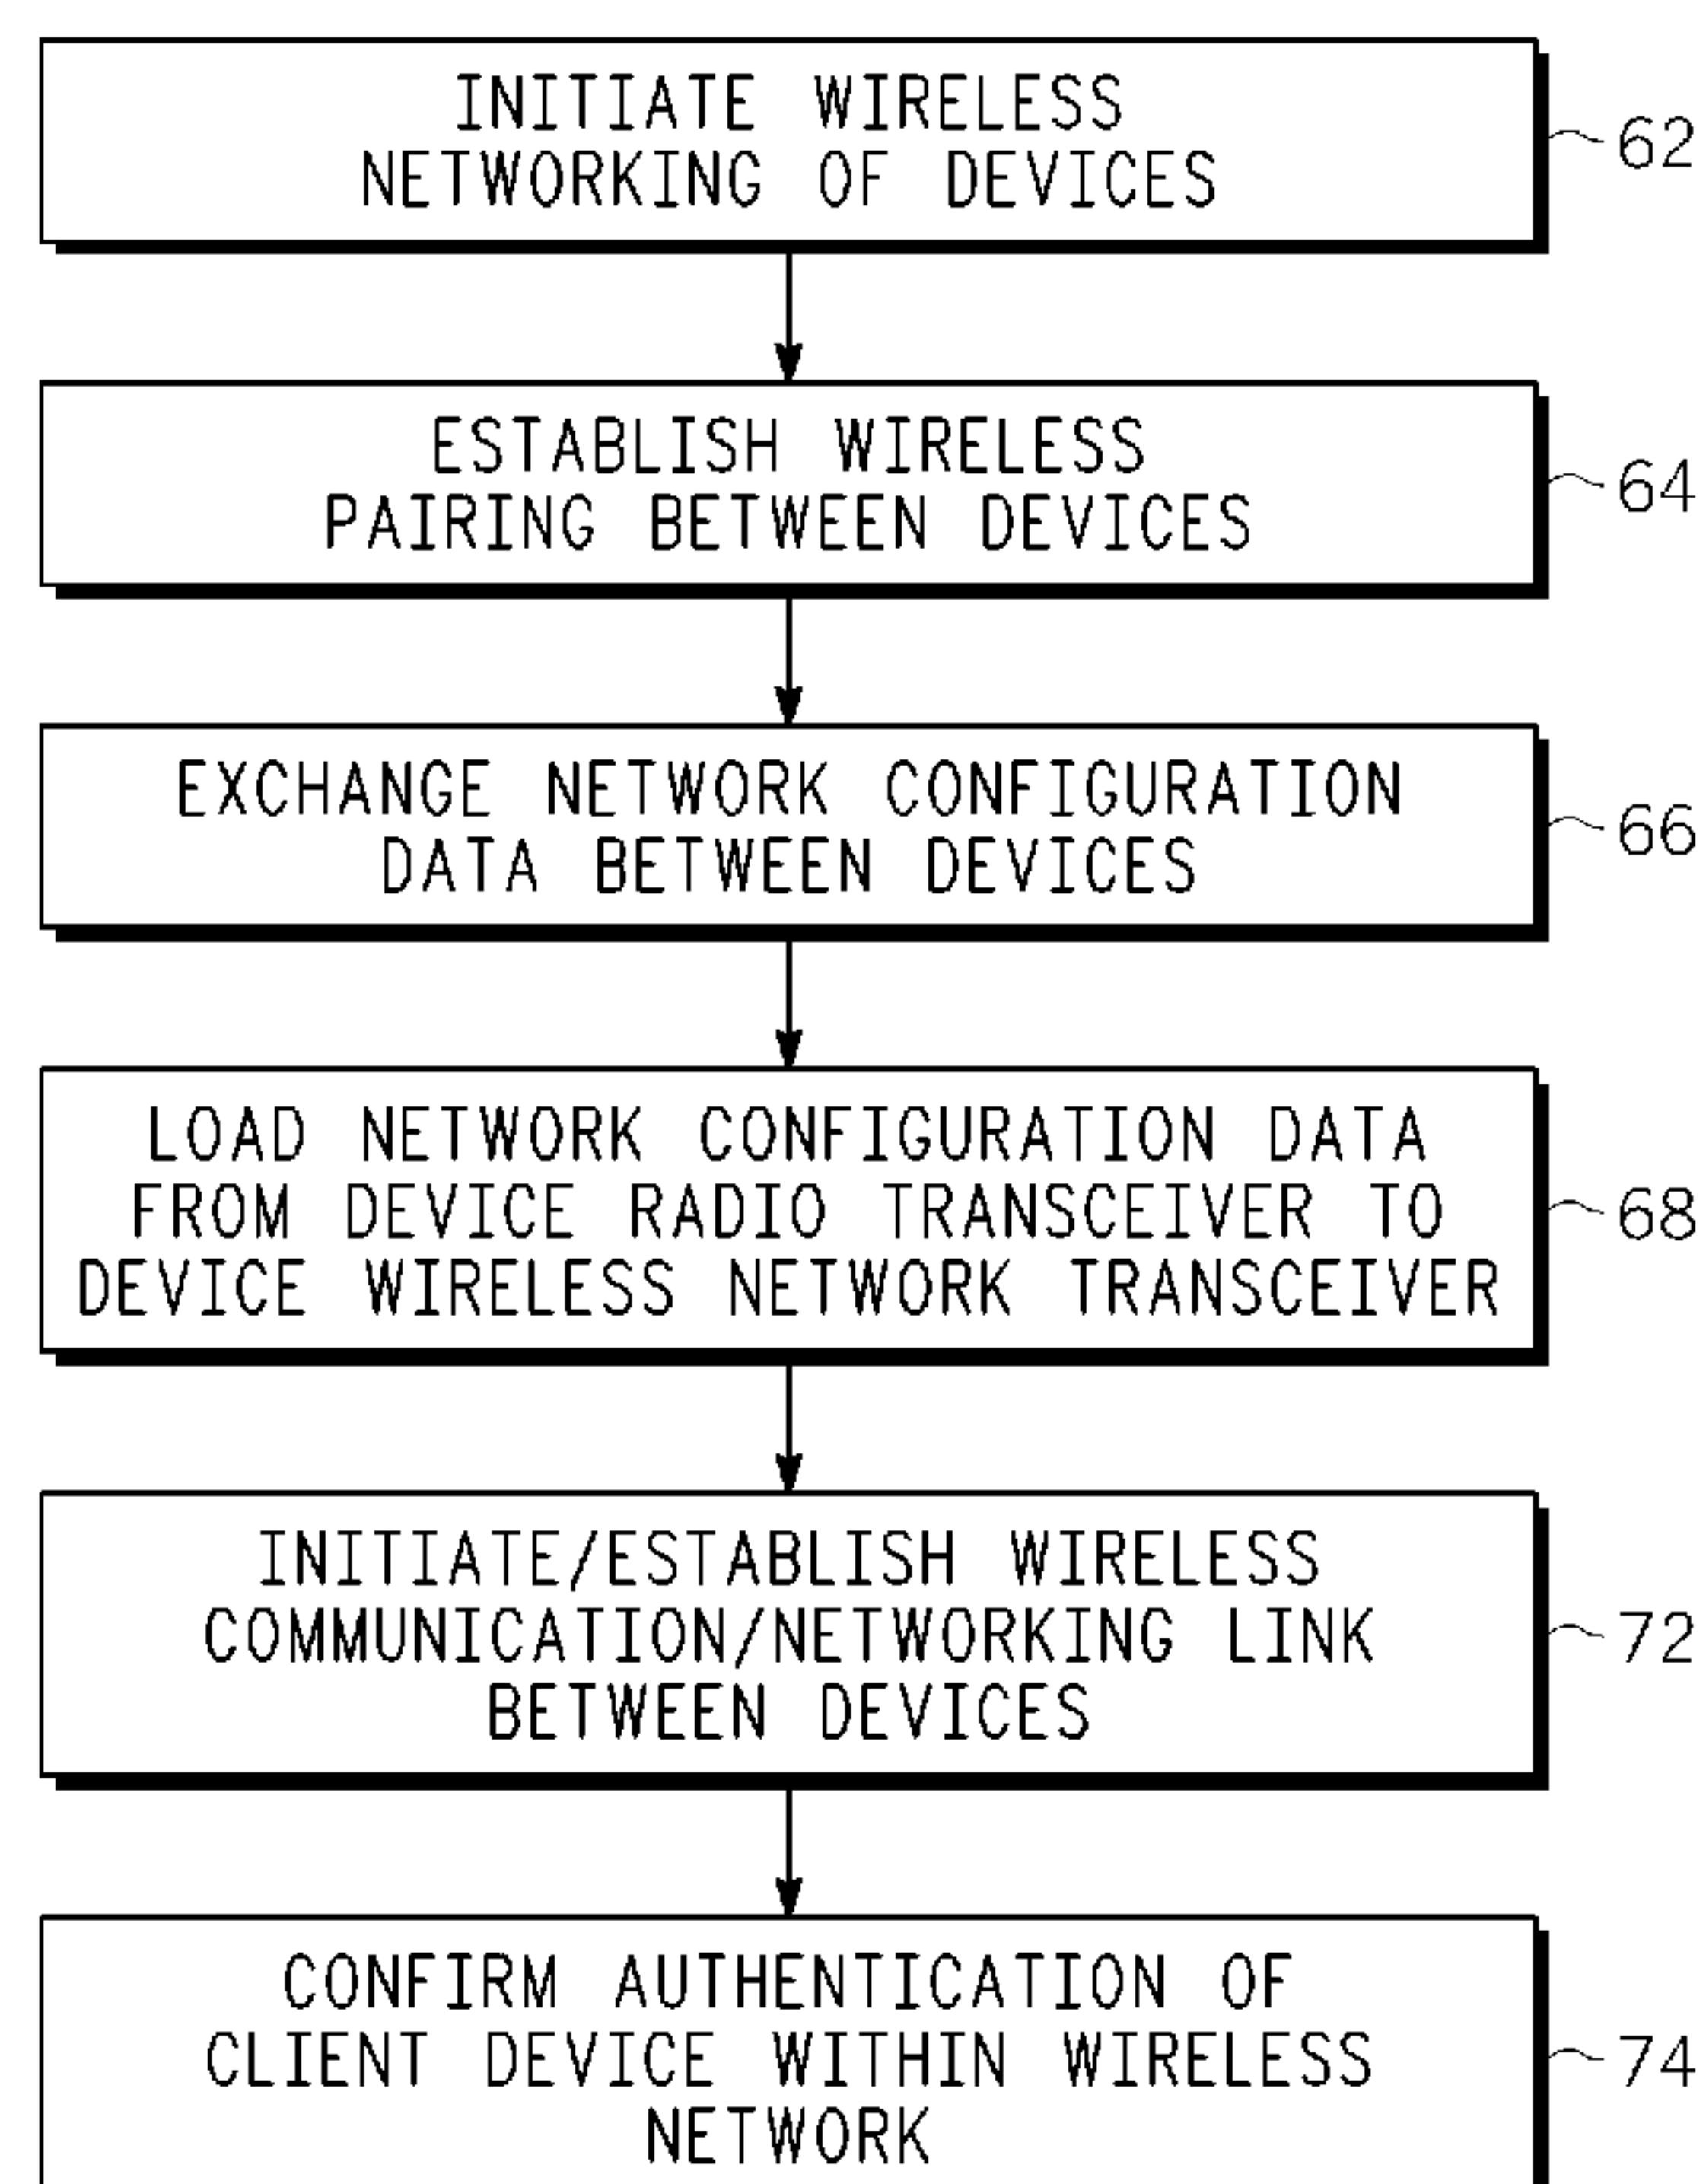 INITIATE WIRELESS
NETWORKING OF DEVICES
62
ESTABLISH WIRELESS
PAIRING BETWEEN DEVICES
64
EXCHANGE NETWORK CONFIGURATION
DATA BETWEEN DEVICES
66
LOAD NETWORK CONFIGURATION DATA
FROM DEVICE RADIO TRANSCEIVER TO
DEVICE WIRELESS NETWORK TRANSCEIVER
68
INITIATE/ESTABLISH WIRELESS
COMMUNICATION/NETWORKING LINK
BETWEEN DEVICES
72
CONFIRM AUTHENTICATION OF
CLIENT DEVICE WITHIN WIRELESS
NETWORK
74